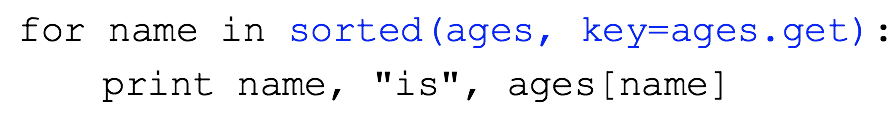 for name in sorted(ages, key=ages.get):
    print name, "is", ages[name]